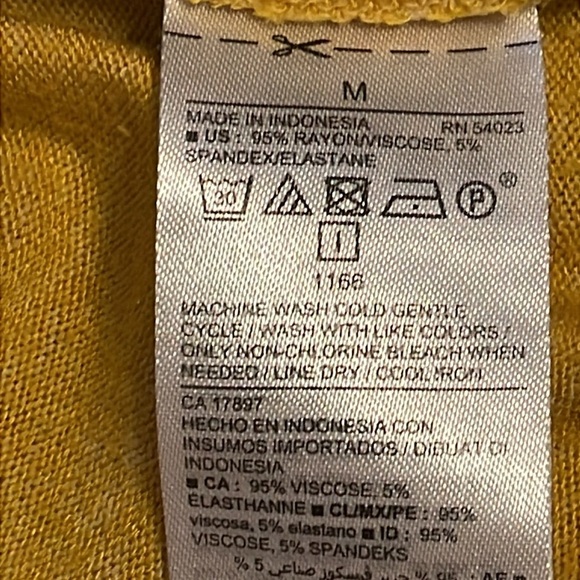 M
MADE IN INDONESIA RN 54023
■ US : 95% RAYON/VISCOSE, 5%
SPANDEX/ELASTANE
30 P ®
I
1166
MACHINE WASH COLD GENTLE
CYCLE / WASH WITH LIKE COLORS /
ONLY NON-CHLORINE BLEACH WHEN
NEEDED / LINE DRY / COOL IRON
CA 17897
HECHO EN INDONESIA CON
INSUMOS IMPORTADOS / DIBUAT DI
INDONESIA
■ CA : 95% VISCOSE, 5%
ELASTHANNE ■ CL/MX/PE : 95%
viscosa, 5% elastano ■ ID : 95%
VISCOSE, 5% SPANDEKS